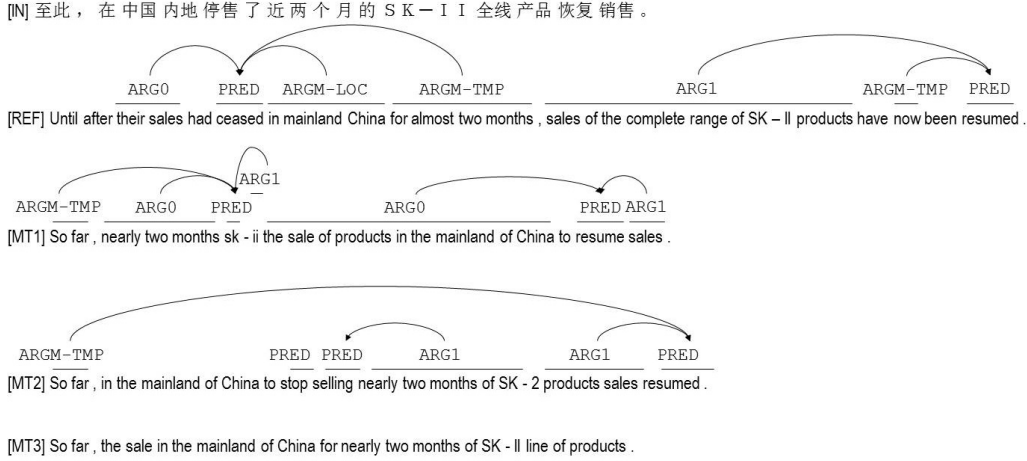 [IN] 至此 ， 在 中国 内地 停售 了 近 两 个 月 的 ＳＫ－ＩＩ 全线 产品 恢复 销售 。
ARG0 PRED ARGM-LOC ARGM-TMP ARG1 ARGM-TMP PRED
[REF] Until after their sales had ceased in mainland China for almost two months , sales of the complete range of SK – II products have now been resumed .
ARG1
ARGM-TMP ARG0 PRED ARG0 PRED ARG1
[MT1] So far , nearly two months sk - ii the sale of products in the mainland of China to resume sales .
ARGM-TMP PRED PRED ARG1 ARG1 PRED
[MT2] So far , in the mainland of China to stop selling nearly two months of SK - 2 products sales resumed .
[MT3] So far , the sale in the mainland of China for nearly two months of SK - II line of products .